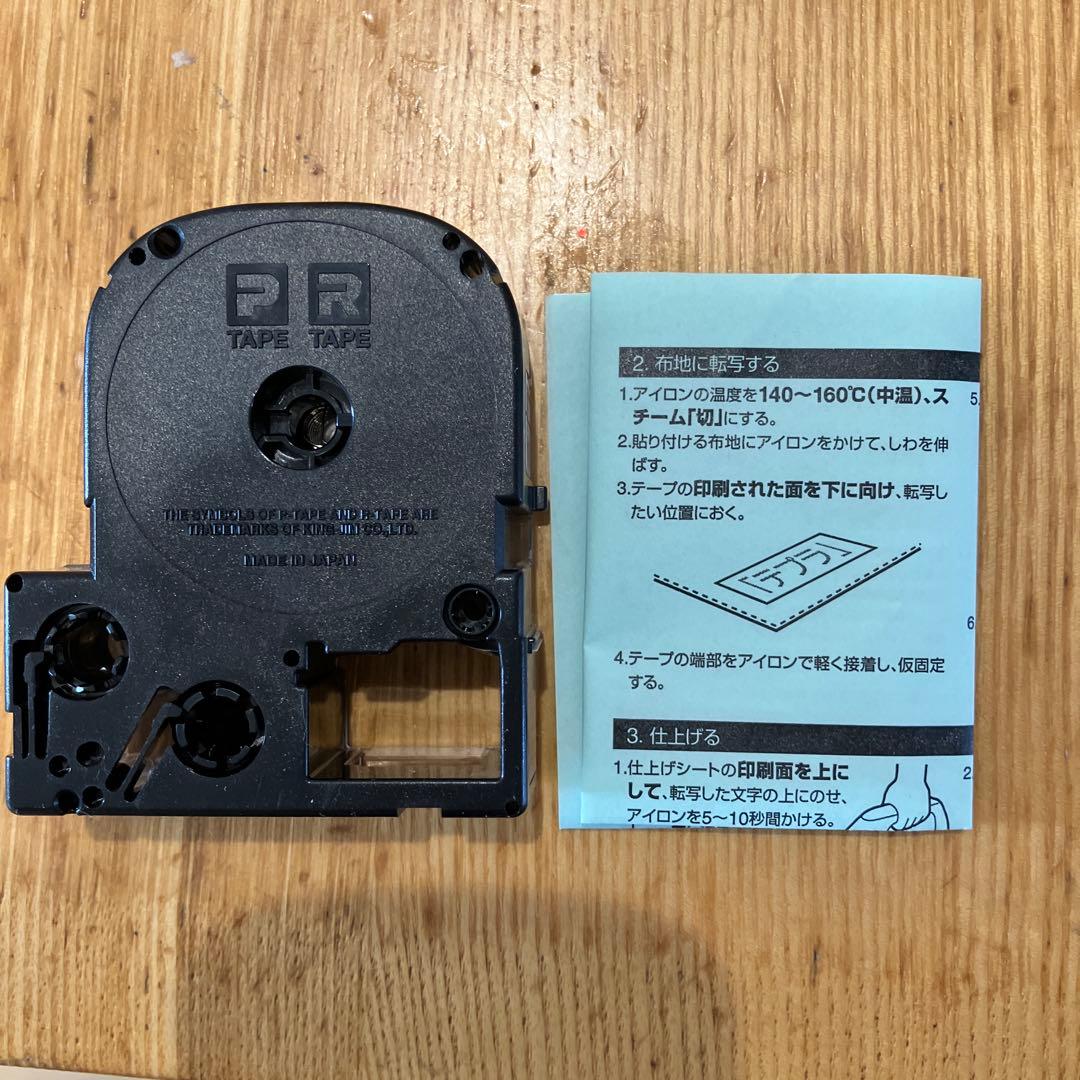 P R
TAPE TAPE
THE SYMBOLS OF P-TAPE AND R-TAPE ARE
TRADEMARKS OF KING JIM CO.,LTD.
MADE IN JAPAN
2. 布地に転写する
1.アイロンの温度を140〜160℃(中温)、ス
チーム「切」にする。
2.貼り付ける布地にアイロンをかけて、しわを伸
ばす。
3.テープの印刷された面を下に向け、転写し
たい位置におく。
「テプラ」
4.テープの端部をアイロンで軽く接着し、仮固定
する。
5.
6
3. 仕上げる
1.仕上げシートの印刷面を上に
して、転写した文字の上にのせ、
アイロンを5〜10秒間かける。
2